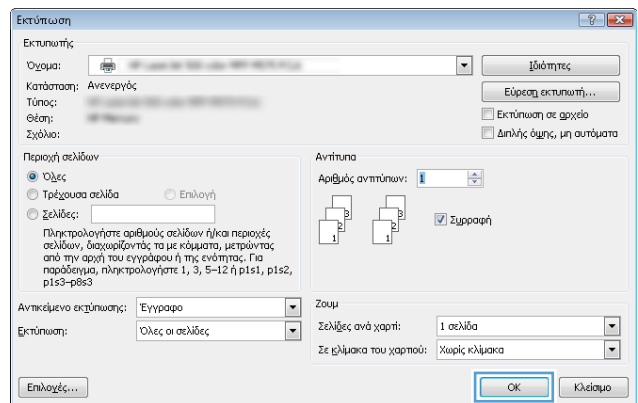 Εκτύπωση
Εκτυπωτής
Όνομα:
Ιδιότητες
Κατάσταση: Ανενεργός
Εύρεση εκτυπωτή...
Τύπος:
Θέση:
Εκτύπωση σε αρχείο
Σχόλιο:
Διπλής όψης, μη αυτόματα
Περιοχή σελίδων
Όλες
Τρέχουσα σελίδα Επιλογή
Σελίδες:
Πληκτρολογήστε αριθμούς σελίδων ή/και περιοχές
σελίδων, διαχωρίζοντάς τα με κόμματα, μετρώντας
από την αρχή του εγγράφου ή της ενότητας. Για
παράδειγμα, πληκτρολογήστε 1, 3, 5–12 ή p1s1, p1s2,
p1s3–p8s3
Αντίτυπα
Αριθμός αντιτύπων: 1
3 3
2 2
1 1
Συρραφή
Αντικείμενο εκτύπωσης: Έγγραφο
Εκτύπωση: Όλες οι σελίδες
Ζουμ
Σελίδες ανά χαρτί: 1 σελίδα
Σε κλίμακα του χαρτιού: Χωρίς κλίμακα
Επιλογές...
OK
Κλείσιμο